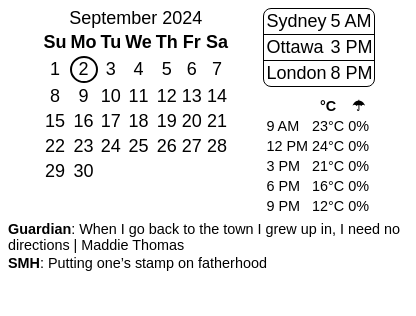 September 2024
Su Mo Tu We Th Fr Sa
1 2 3 4 5 6 7
8 9 10 11 12 13 14
15 16 17 18 19 20 21
22 23 24 25 26 27 28
29 30
Sydney 5 AM
Ottawa 3 PM
London 8 PM
°C ☂
9 AM 23°C 0%
12 PM 24°C 0%
3 PM 21°C 0%
6 PM 16°C 0%
9 PM 12°C 0%
Guardian: When I go back to the town I grew up in, I need no
directions | Maddie Thomas
SMH: Putting one’s stamp on fatherhood